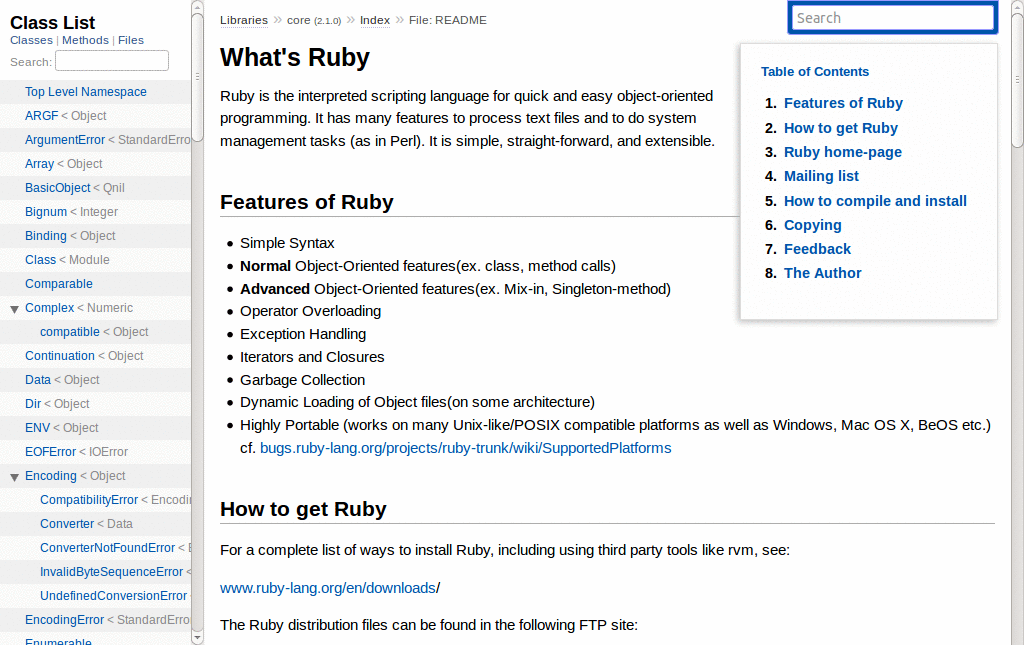 Class List
Classes | Methods | Files
Search:
Top Level Namespace
ARGF < Object
ArgumentError < StandardErro
Array < Object
BasicObject < Qnil
Bignum < Integer
Binding < Object
Class < Module
Comparable
Complex < Numeric
compatible < Object
Continuation < Object
Data < Object
Dir < Object
ENV < Object
EOFError < IOError
Encoding < Object
CompatibilityError < Encodin
Converter < Data
ConverterNotFoundError < E
InvalidByteSequenceError <
UndefinedConversionError
EncodingError < StandardErro
Enumerable
Libraries » core (2.1.0) » Index » File: README
Search
What's Ruby
Ruby is the interpreted scripting language for quick and easy object-oriented
programming. It has many features to process text files and to do system
management tasks (as in Perl). It is simple, straight-forward, and extensible.
Table of Contents
1. Features of Ruby
2. How to get Ruby
3. Ruby home-page
4. Mailing list
5. How to compile and install
6. Copying
7. Feedback
8. The Author
Features of Ruby
• Simple Syntax
• Normal Object-Oriented features(ex. class, method calls)
• Advanced Object-Oriented features(ex. Mix-in, Singleton-method)
• Operator Overloading
• Exception Handling
• Iterators and Closures
• Garbage Collection
• Dynamic Loading of Object files(on some architecture)
• Highly Portable (works on many Unix-like/POSIX compatible platforms as well as Windows, Mac OS X, BeOS etc.)
cf. bugs.ruby-lang.org/projects/ruby-trunk/wiki/SupportedPlatforms
How to get Ruby
For a complete list of ways to install Ruby, including using third party tools like rvm, see:
www.ruby-lang.org/en/downloads/
The Ruby distribution files can be found in the following FTP site: